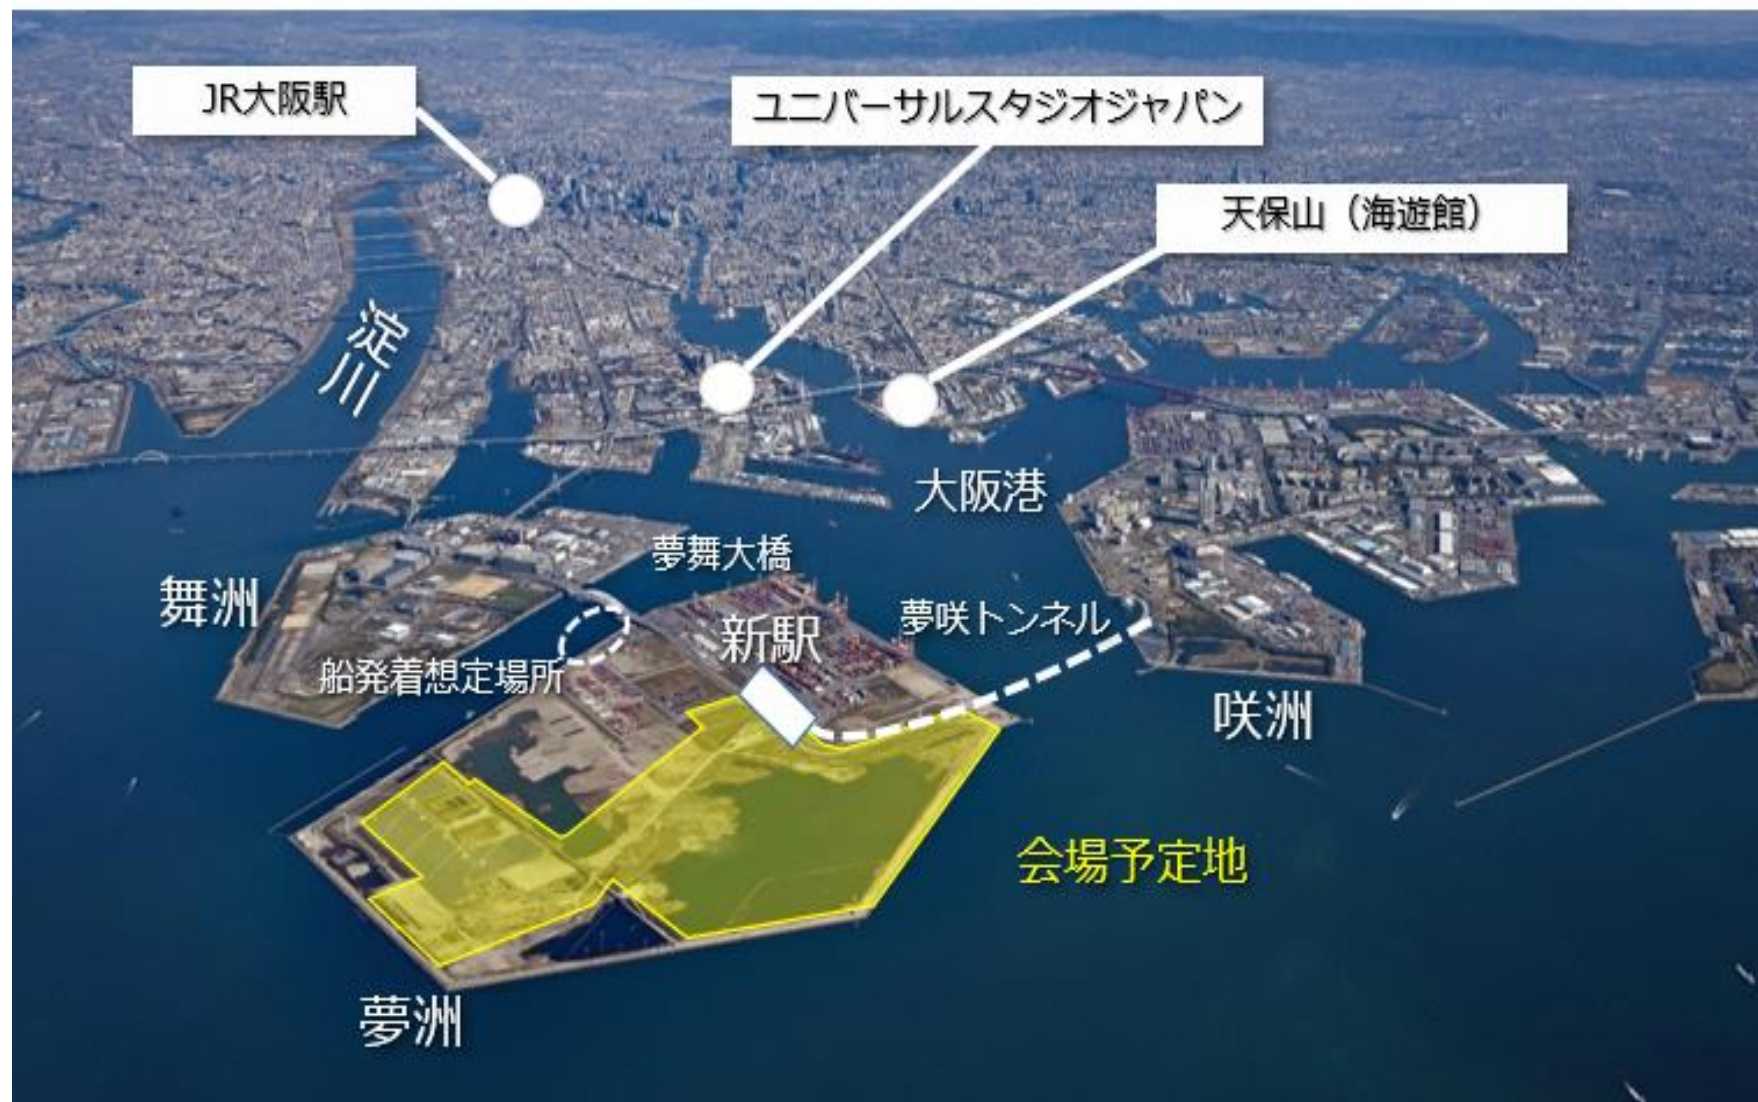 JR大阪駅
ユニバーサルスタジオジャパン
天保山（海遊館）
淀川
大阪港
夢舞大橋
舞洲
新駅
夢咲トンネル
船発着想定場所
咲洲
会場予定地
夢洲